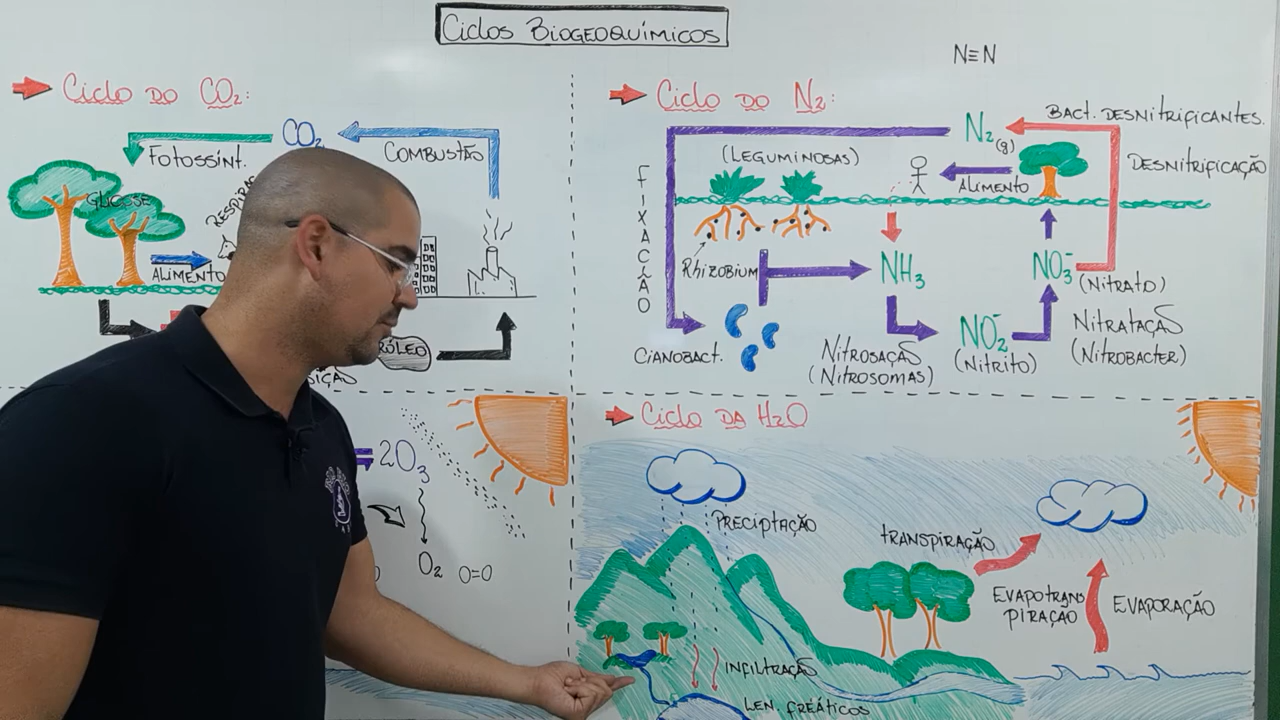 Ciclos Biogeoquímicos
Ciclo do CO₂:
CO₂
Fotossínt.
Combustão
Glicose
Alimento
Ciclo do N₂:
N≡N
N₂(g)
Bact. Desnitrificantes.
Desnitrificação
(Leguminosas)
Alimento
Fixação
Rhizobium
NH₃
NO₃⁻
(Nitrato)
Cianobact.
Nitrosação
(Nitrosomas)
NO₂⁻
(Nitrito)
Nitratação
(Nitrobacter)
2O₃
O₂
O=O
Ciclo da H₂O
Preciptação
Transpiração
Evapotrans
piração
Evaporação
Infiltração
Len. Freáticos